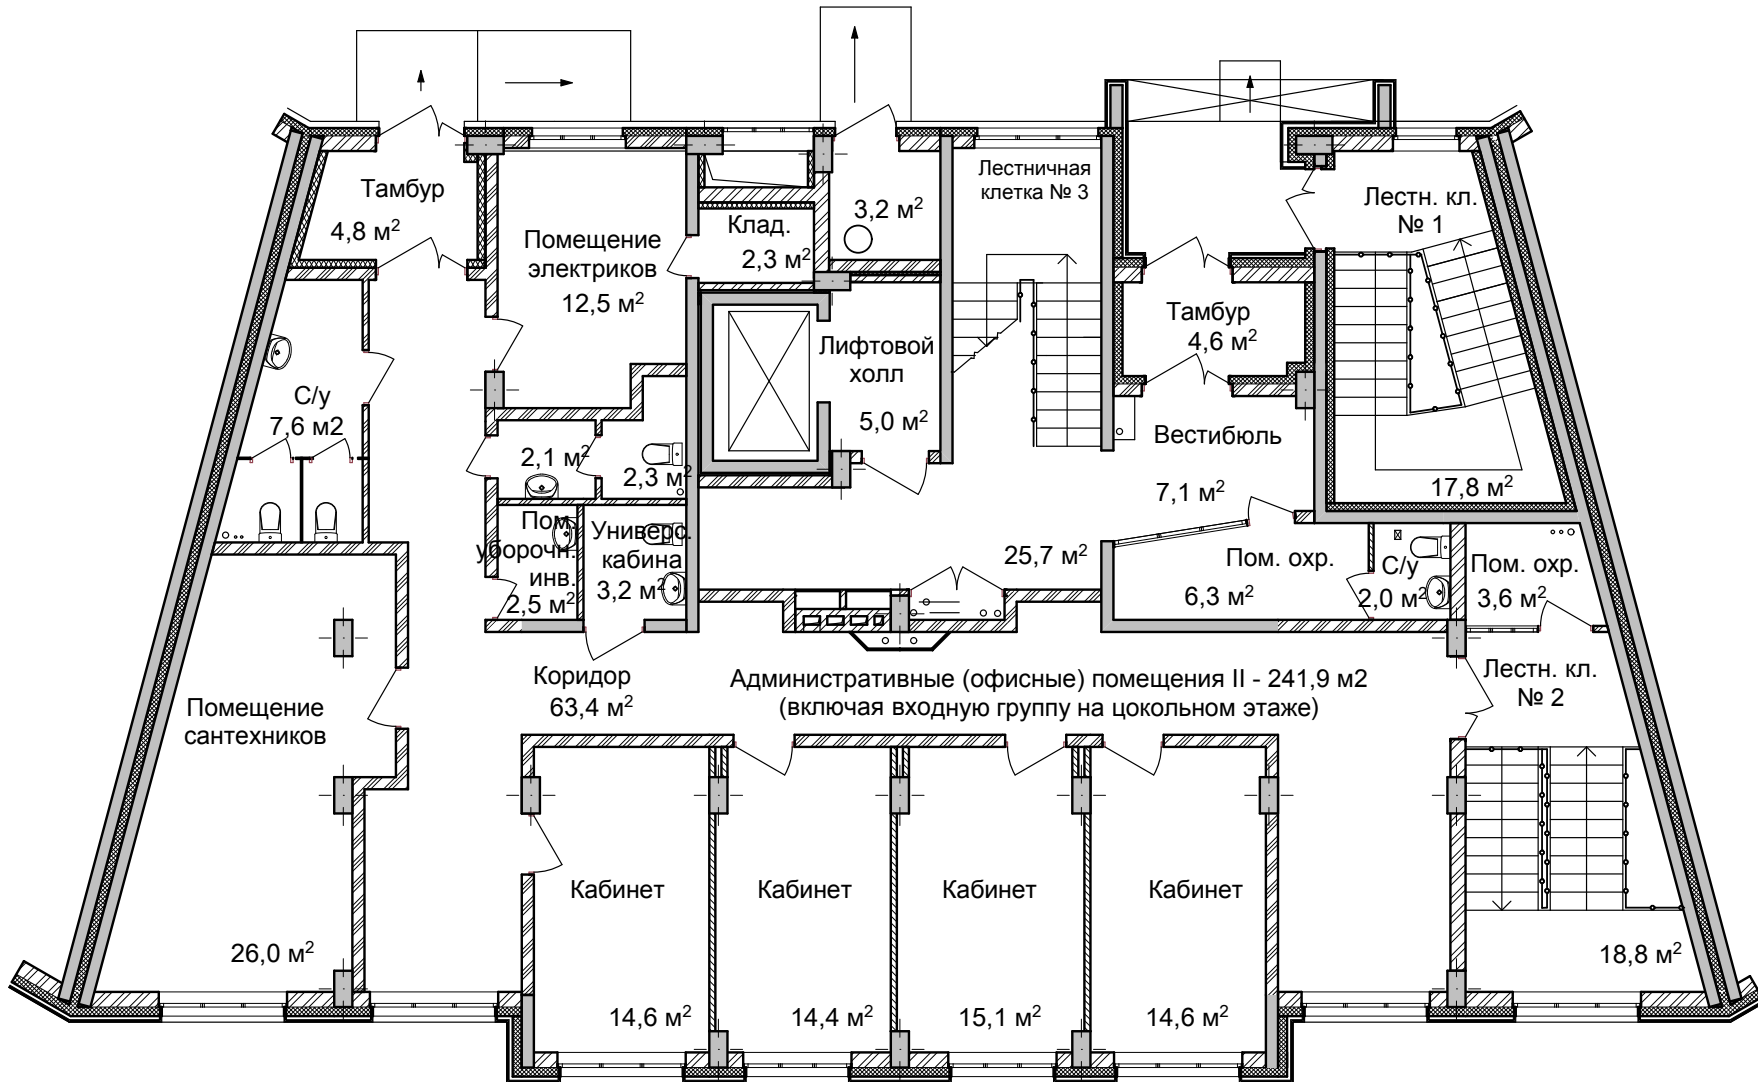 Тамбур
4,8 м²
Помещение
электриков
12,5 м²
Клад.
2,3 м²
3,2 м²
Лестничная
клетка № 3
Лестн. кл.
№ 1
Тамбур
4,6 м²
Лифтовой
холл
5,0 м²
С/у
7,6 м2
2,1 м²
2,3 м²
Вестибюль
7,1 м²
17,8 м²
Пом.
уборочн.
инв.
2,5 м²
Универс.
кабина
3,2 м²
25,7 м²
Пом. охр.
6,3 м²
С/у
2,0 м²
Пом. охр.
3,6 м²
Коридор
63,4 м²
Административные (офисные) помещения II - 241,9 м2
(включая входную группу на цокольном этаже)
Лестн. кл.
№ 2
Помещение
сантехников
26,0 м²
Кабинет
14,6 м²
Кабинет
14,4 м²
Кабинет
15,1 м²
Кабинет
14,6 м²
18,8 м²